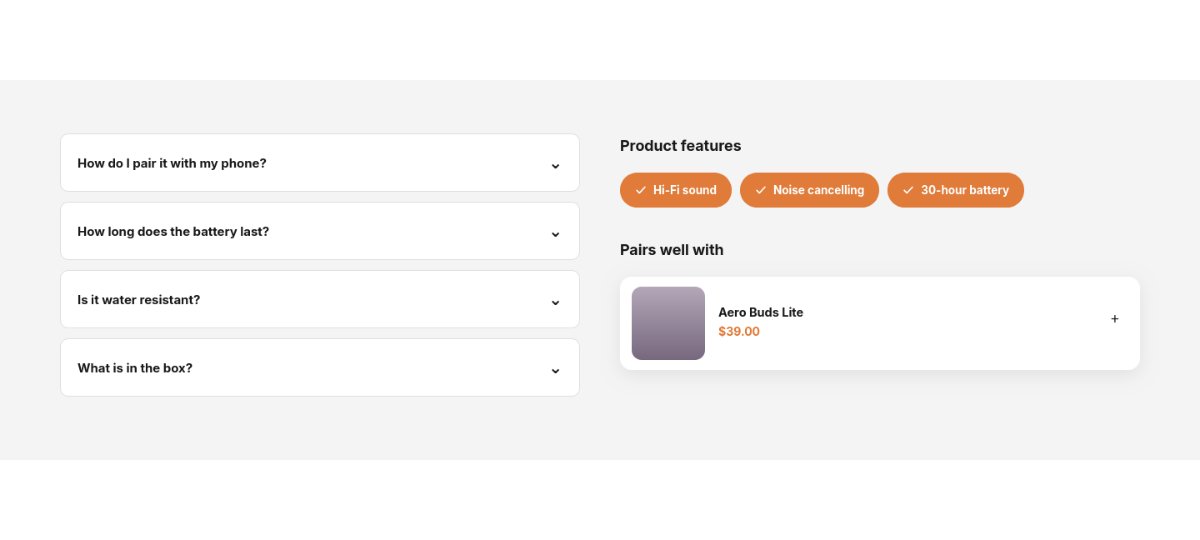 How do I pair it with my phone?
How long does the battery last?
Is it water resistant?
What is in the box?
Product features
Hi-Fi sound
Noise cancelling
30-hour battery
Pairs well with
Aero Buds Lite
$39.00
+